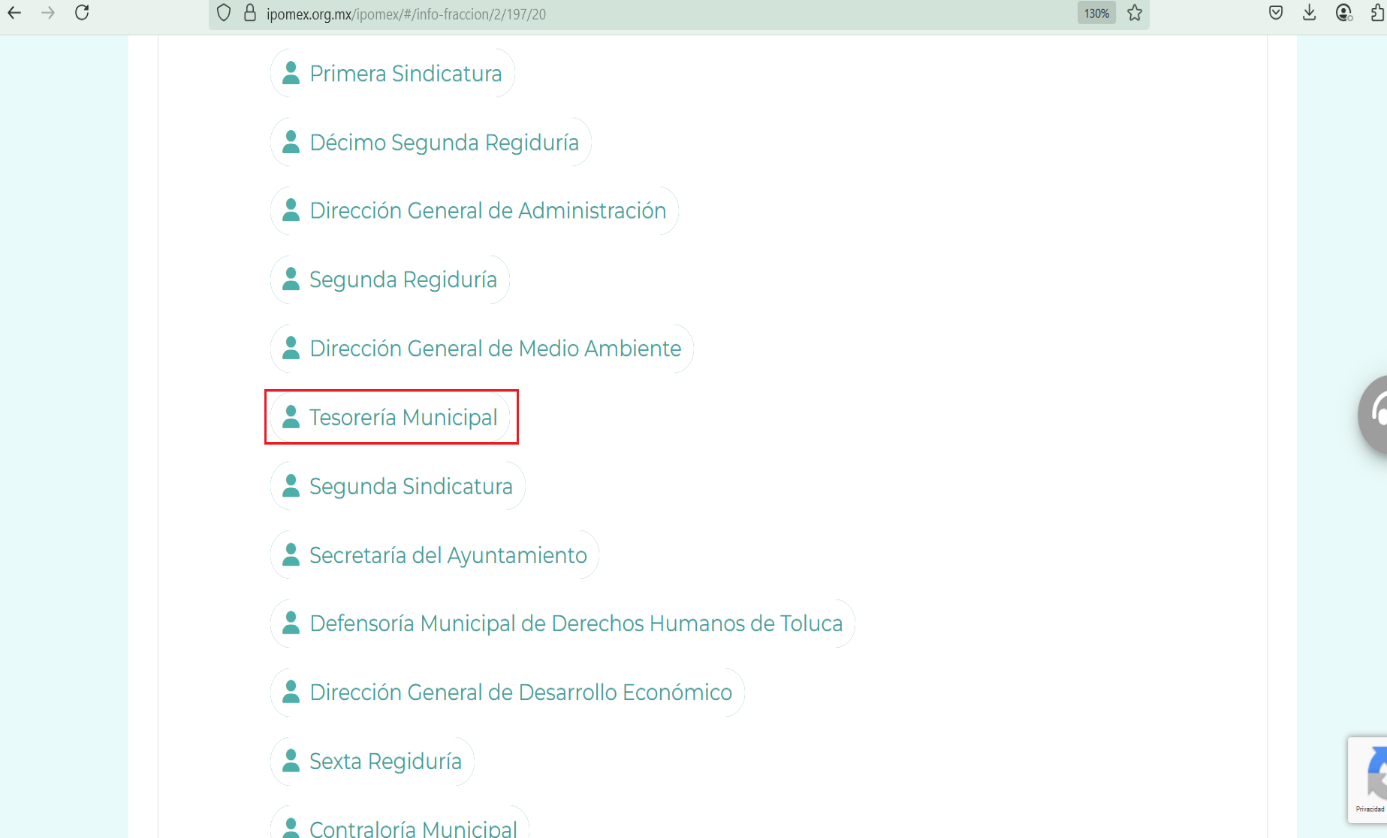 ipomex.org.mx/ipomex/#/info-fraccion/2/197/20
130%
Primera Sindicatura
Décimo Segunda Regiduría
Dirección General de Administración
Segunda Regiduría
Dirección General de Medio Ambiente
Tesorería Municipal
Segunda Sindicatura
Secretaría del Ayuntamiento
Defensoría Municipal de Derechos Humanos de Toluca
Dirección General de Desarrollo Económico
Sexta Regiduría
Privacidad
Contraloría Municipal